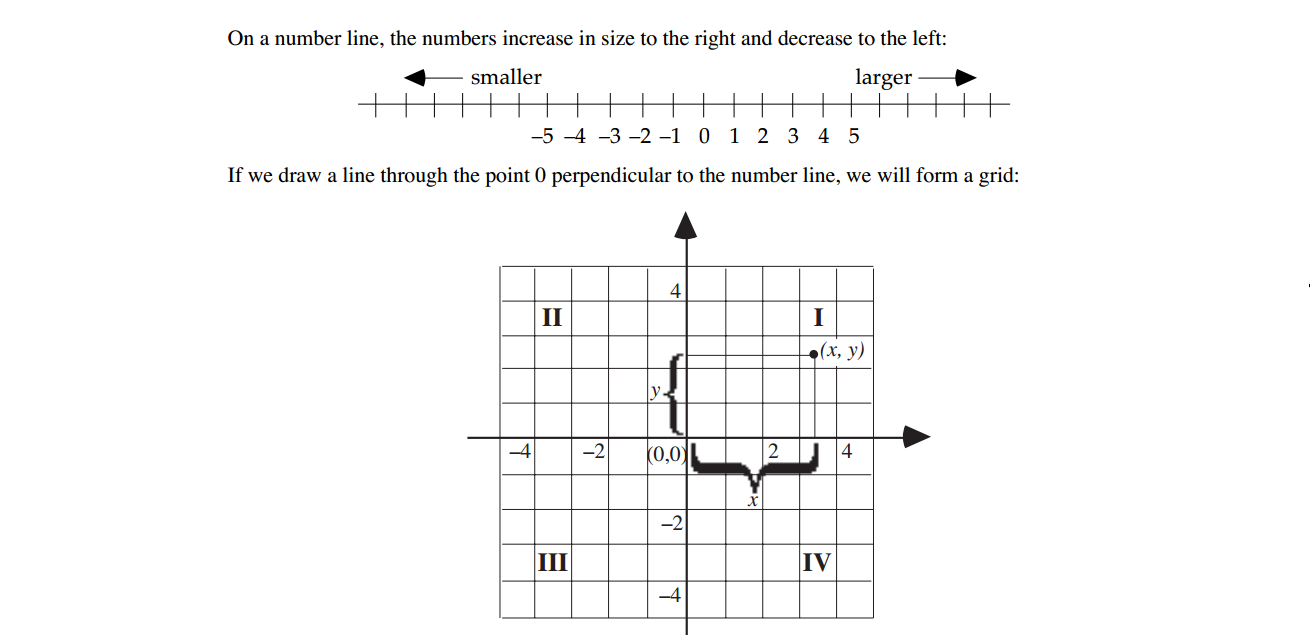 On a number line, the numbers increase in size to the right and decrease to the left:
smaller larger
–5 –4 –3 –2 –1 0 1 2 3 4 5
If we draw a line through the point 0 perpendicular to the number line, we will form a grid:
4
II I
(x, y)
y
–4 –2 (0,0) 2 4
x
–2
III IV
–4